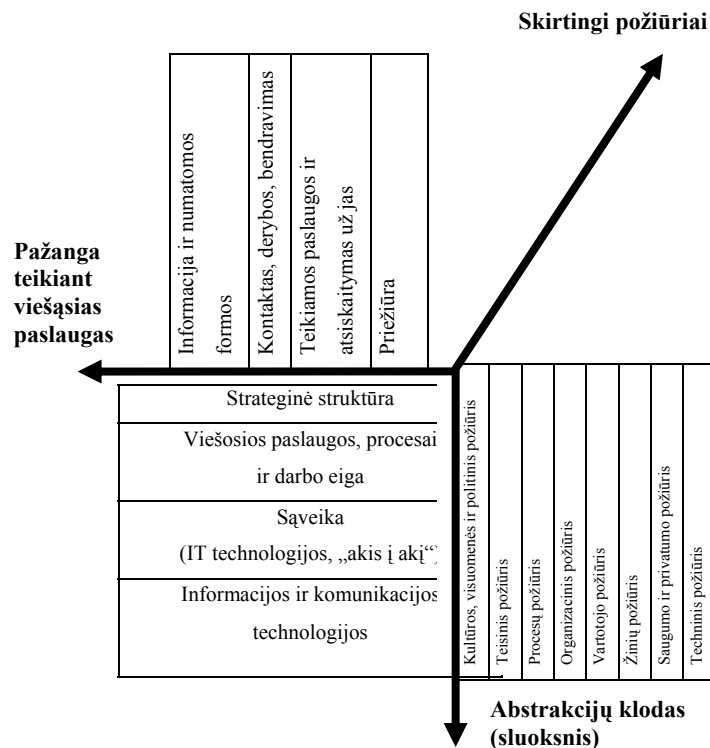 Skirtingi požiūriai
Informacija ir numatomos
formos
Kontaktas, derybos, bendravimas
Teikiamos paslaugos ir
atsiskaitymas už jas
Priežiūra
Pažanga
teikiant
viešąsias
paslaugas
Strateginė struktūra
Viešosios paslaugos, procesai
ir darbo eiga
Sąveika
(IT technologijos, „akis į akį“)
Informacijos ir komunikacijos
technologijos
Kultūros, visuomenės ir politinis požiūris
Teisinis požiūris
Procesų požiūris
Organizacinis požiūris
Vartotojo požiūris
Žinių požiūris
Saugumo ir privatumo požiūris
Techninis požiūris
Abstrakcijų klodas
(sluoksnis)